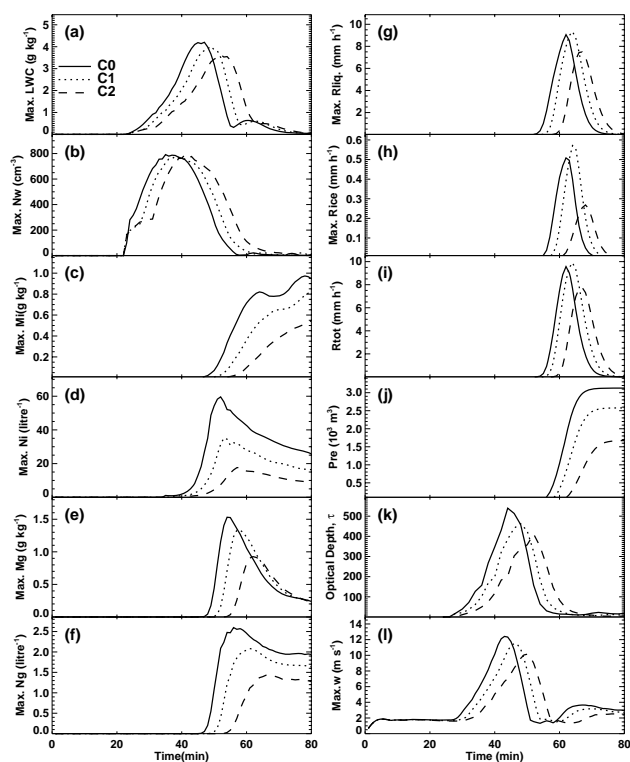 (a)
Max. LWC (g kg⁻¹)
5
4
3
2
1
0
C0
C1
C2
(b)
Max. Nw (cm⁻³)
800
600
400
200
0
(c)
Max. Mi(g kg⁻¹)
1.0
0.8
0.6
0.4
0.2
(d)
Max. Ni (litre⁻¹)
60
40
20
0
(e)
Max. Mg (g kg⁻¹)
1.5
1.0
0.5
0.0
(f)
Max. Ng (litre⁻¹)
2.5
2.0
1.5
1.0
0.5
0.0
0 20 40 60 80
Time(min)
(g)
Max. Rliq. (mm h⁻¹)
10
8
6
4
2
(h)
Max. Rice (mm h⁻¹)
0.6
0.5
0.4
0.3
0.2
0.1
(i)
Rtot (mm h⁻¹)
10
8
6
4
2
0
(j)
Pre (10³ m³)
3.0
2.5
2.0
1.5
1.0
0.5
(k)
Optical Depth, τ
500
400
300
200
100
(l)
Max.w (m s⁻¹)
14
12
10
8
6
4
2
0
0 20 40 60 80
Time (min)